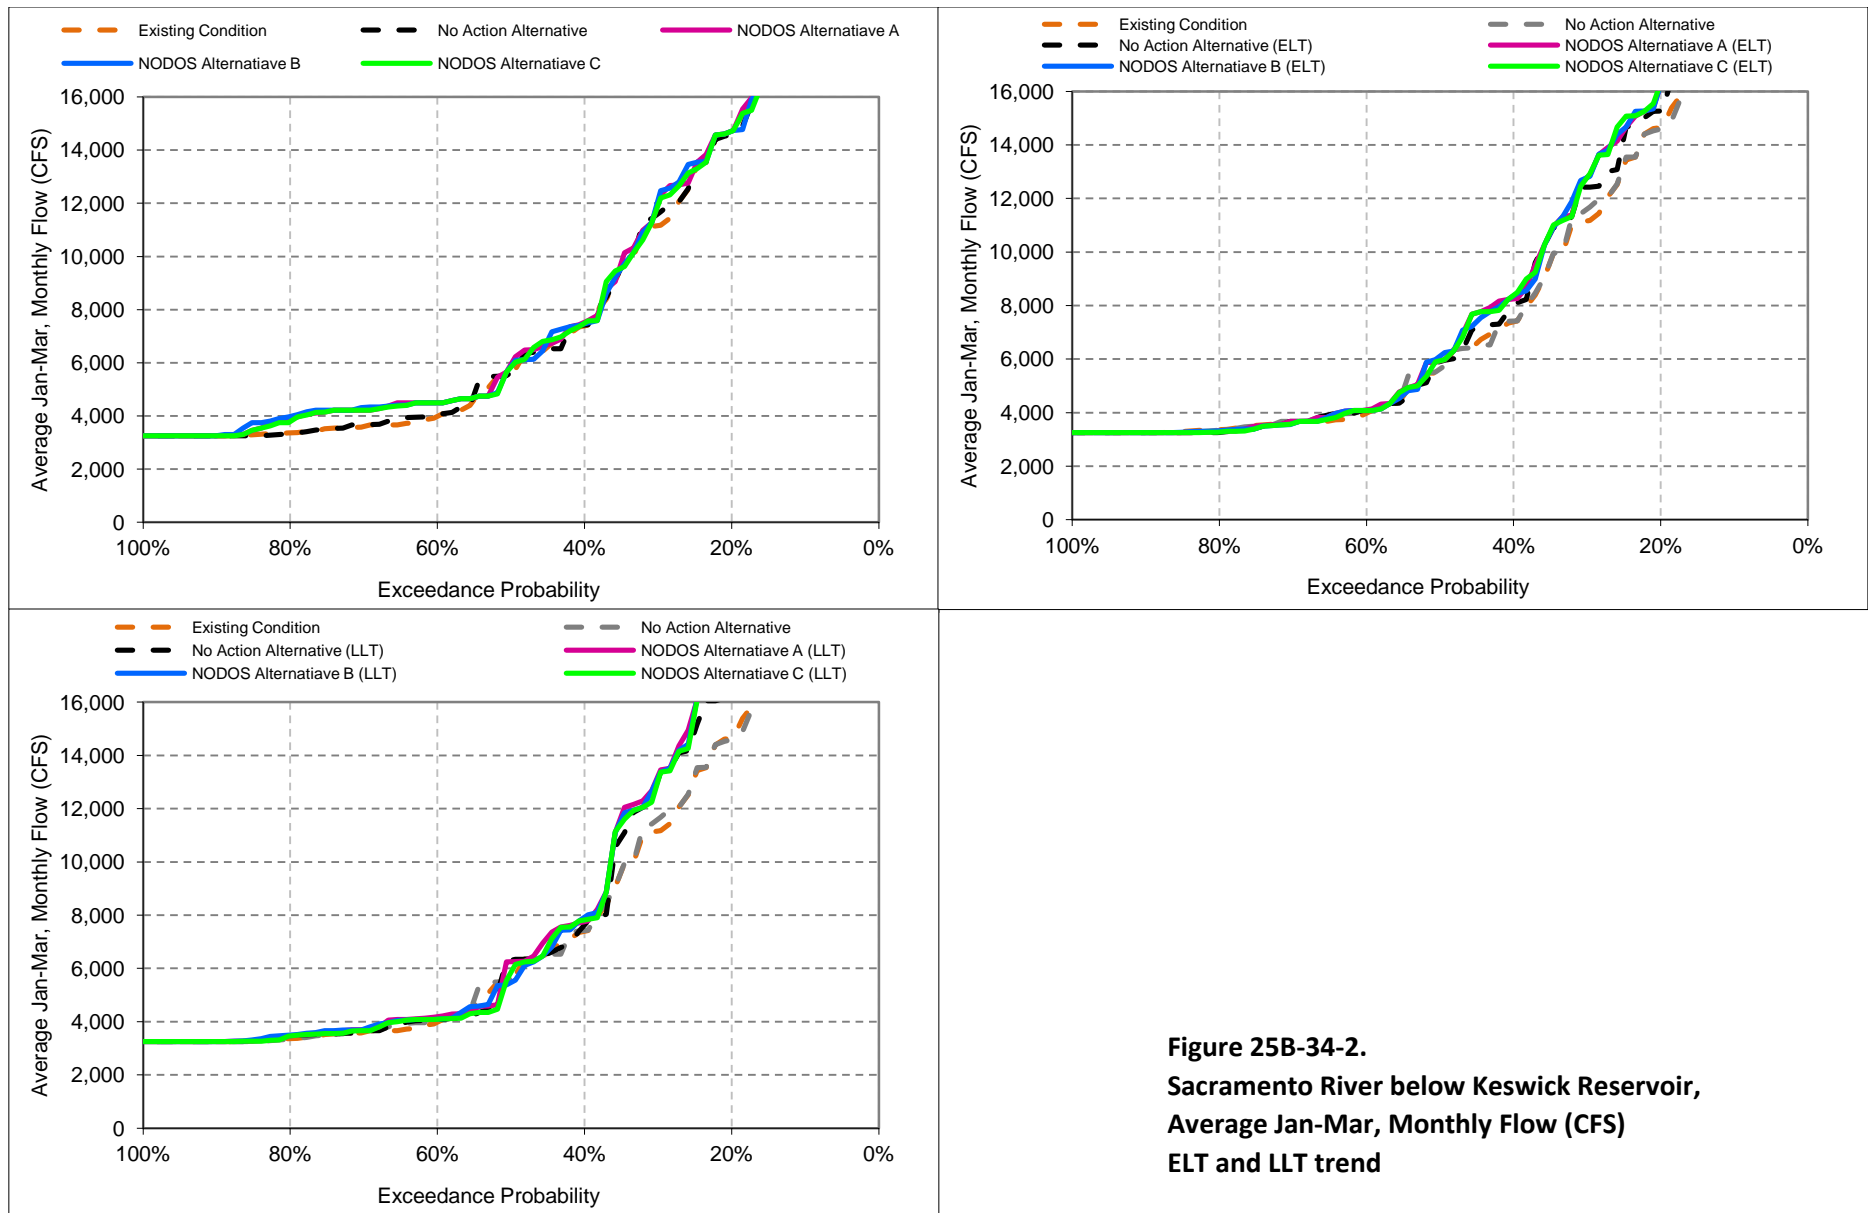 Existing Condition
No Action Alternative
NODOS Alternatiave A
NODOS Alternatiave B
NODOS Alternatiave C
Average Jan-Mar, Monthly Flow (CFS)
16,000
14,000
12,000
10,000
8,000
6,000
4,000
2,000
0
100% 80% 60% 40% 20% 0%
Exceedance Probability
Existing Condition
No Action Alternative
No Action Alternative (ELT)
NODOS Alternatiave A (ELT)
NODOS Alternatiave B (ELT)
NODOS Alternatiave C (ELT)
Average Jan-Mar, Monthly Flow (CFS)
16,000
14,000
12,000
10,000
8,000
6,000
4,000
2,000
0
100% 80% 60% 40% 20% 0%
Exceedance Probability
Existing Condition
No Action Alternative
No Action Alternative (LLT)
NODOS Alternatiave A (LLT)
NODOS Alternatiave B (LLT)
NODOS Alternatiave C (LLT)
Average Jan-Mar, Monthly Flow (CFS)
16,000
14,000
12,000
10,000
8,000
6,000
4,000
2,000
0
100% 80% 60% 40% 20% 0%
Exceedance Probability
Figure 25B-34-2.
Sacramento River below Keswick Reservoir,
Average Jan-Mar, Monthly Flow (CFS)
ELT and LLT trend